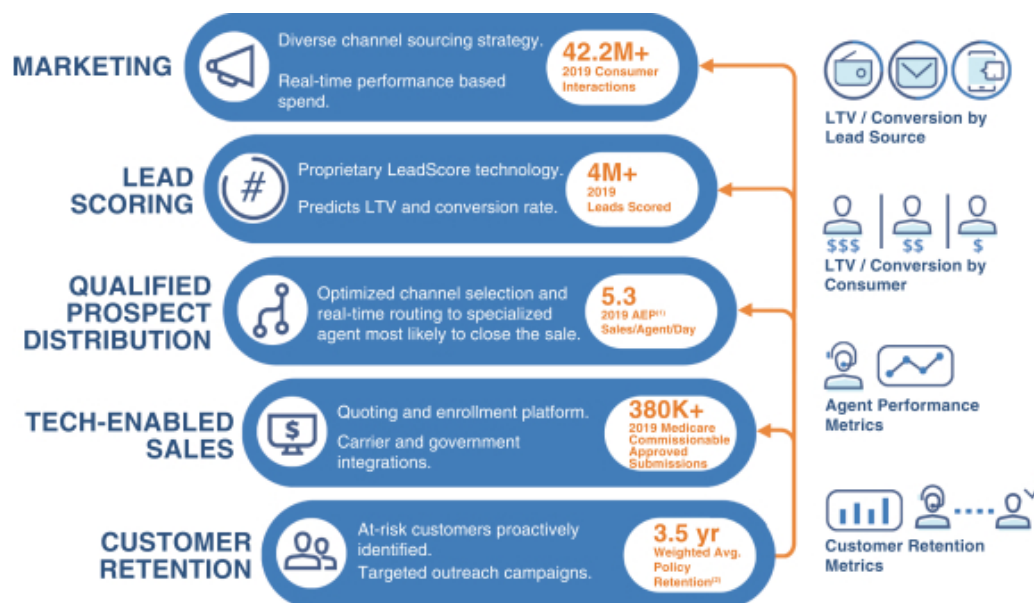 MARKETING
Diverse channel sourcing strategy.
Real-time performance based
spend.
42.2M+
2019 Consumer
Interactions
LEAD
SCORING
#
Proprietary LeadScore technology.
Predicts LTV and conversion rate.
4M+
2019
Leads Scored
QUALIFIED
PROSPECT
DISTRIBUTION
Optimized channel selection and
real-time routing to specialized
agent most likely to close the sale.
5.3
2019 AEP(1)
Sales/Agent/Day
TECH-ENABLED
SALES
$
Quoting and enrollment platform.
Carrier and government
integrations.
380K+
2019 Medicare
Commissionable
Approved
Submissions
CUSTOMER
RETENTION
At-risk customers proactively
identified.
Targeted outreach campaigns.
3.5 yr
Weighted Avg.
Policy
Retention(2)
LTV / Conversion by
Lead Source
$$$ $$ $
LTV / Conversion by
Consumer
Agent Performance
Metrics
Customer Retention
Metrics